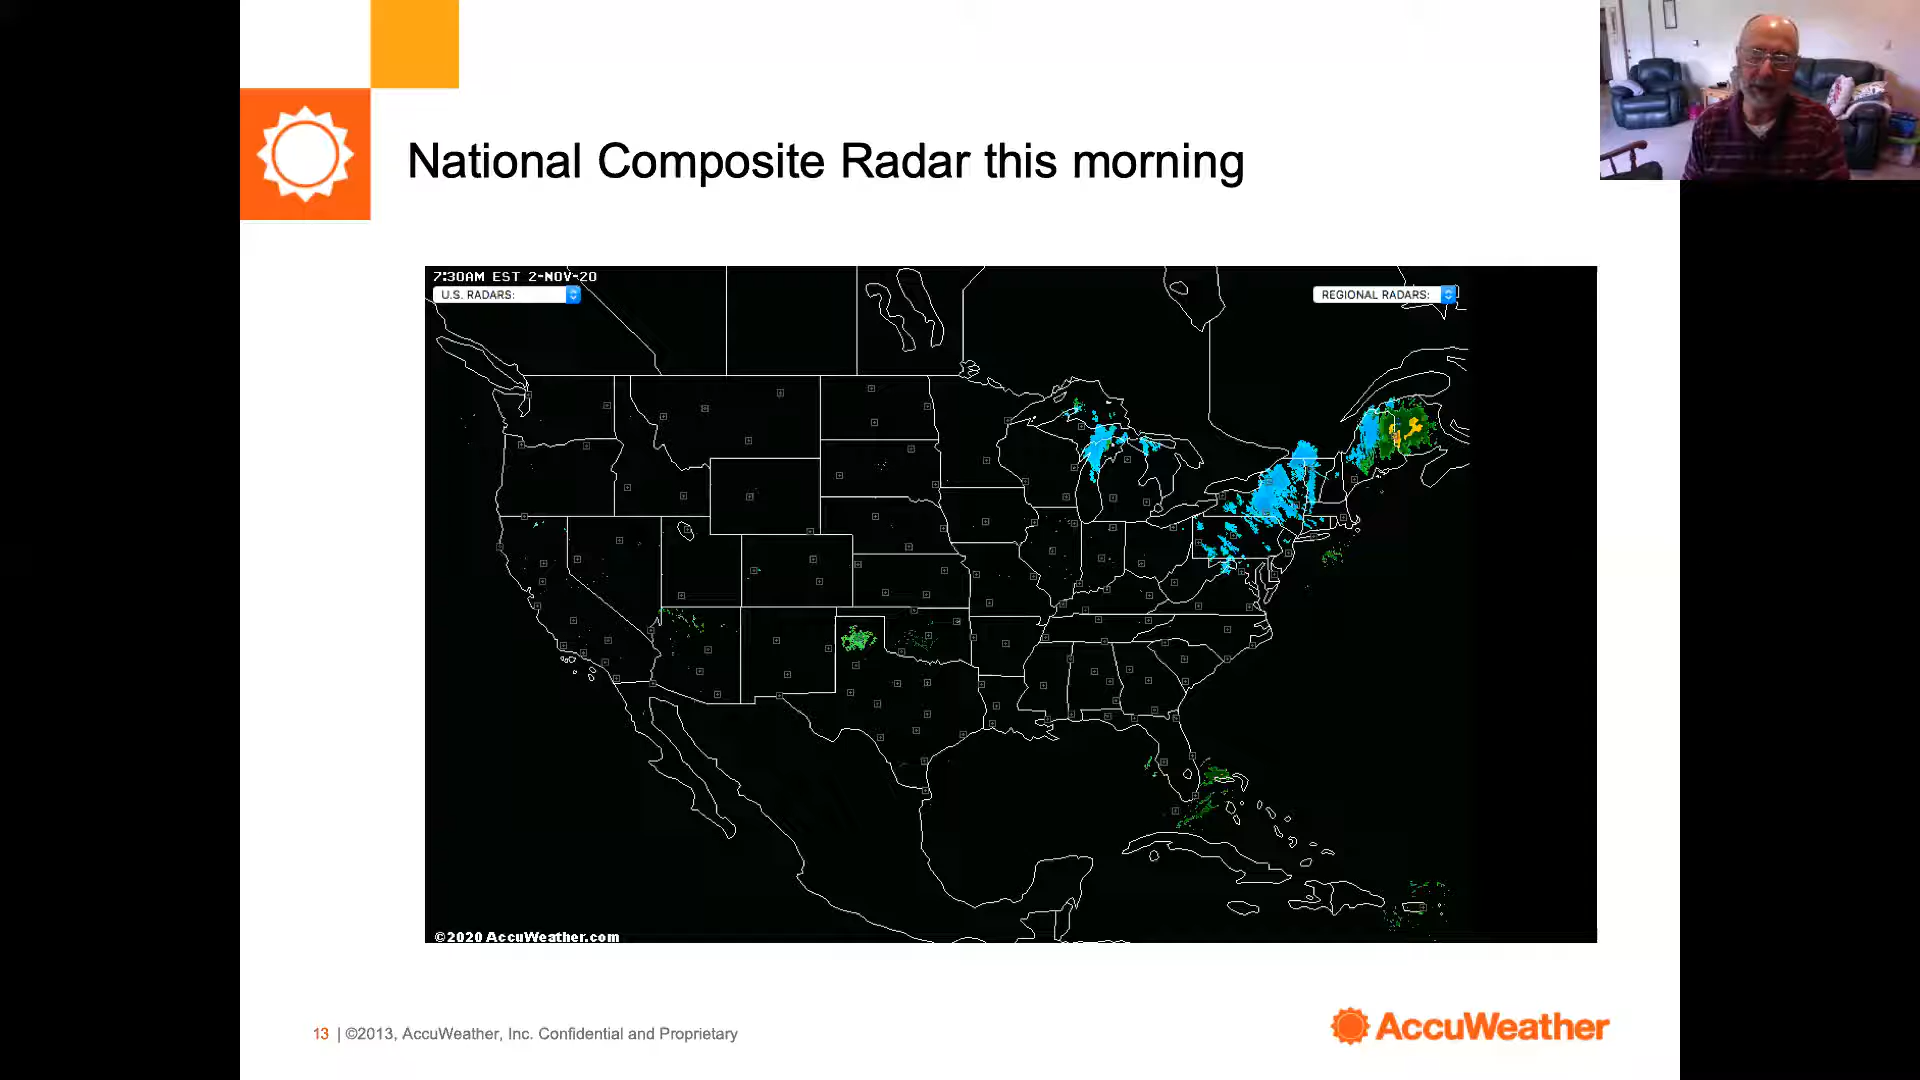 National Composite Radar this morning
7:30AM EST 2-NOV-20
U.S. RADARS:
REGIONAL RADARS:
©2020 AccuWeather.com
13 | ©2013, AccuWeather, Inc. Confidential and Proprietary
AccuWeather